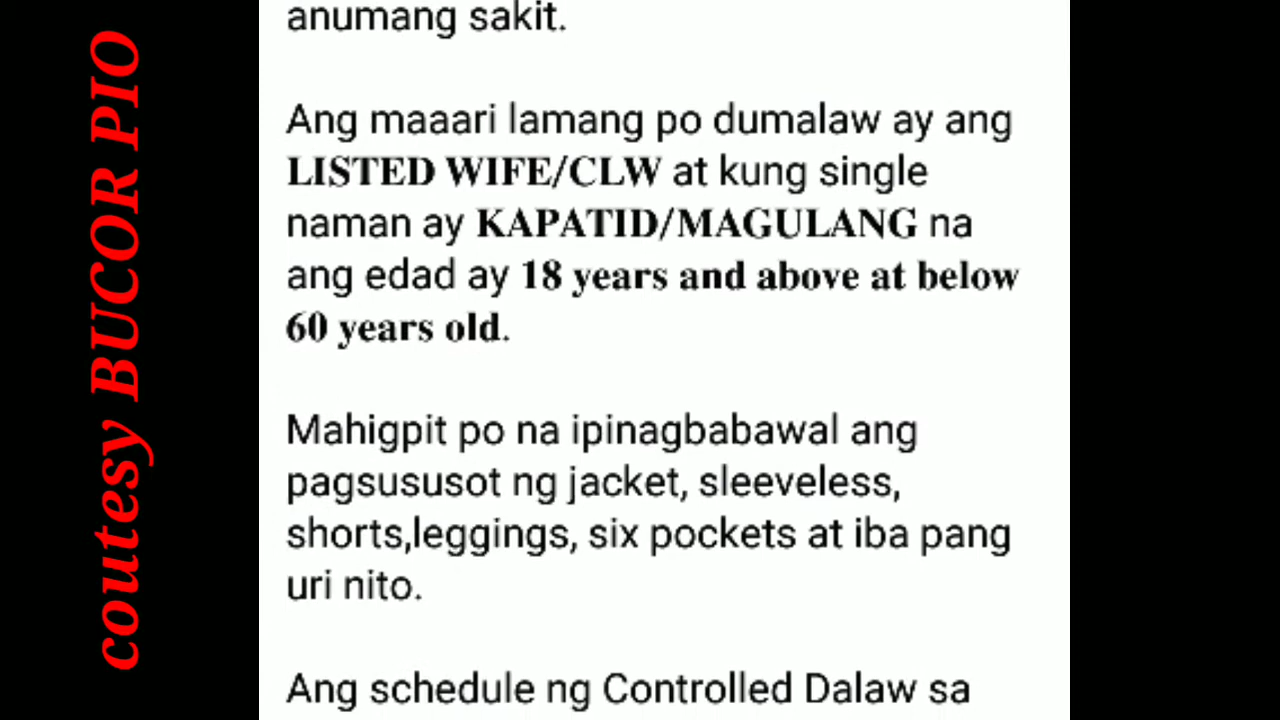 coutesy BUCOR PIO
anumang sakit.
Ang maaari lamang po dumalaw ay ang
LISTED WIFE/CLW at kung single
naman ay KAPATID/MAGULANG na
ang edad ay 18 years and above at below
60 years old.
Mahigpit po na ipinagbabawal ang
pagsususot ng jacket, sleeveless,
shorts,leggings, six pockets at iba pang
uri nito.
Ang schedule ng Controlled Dalaw sa